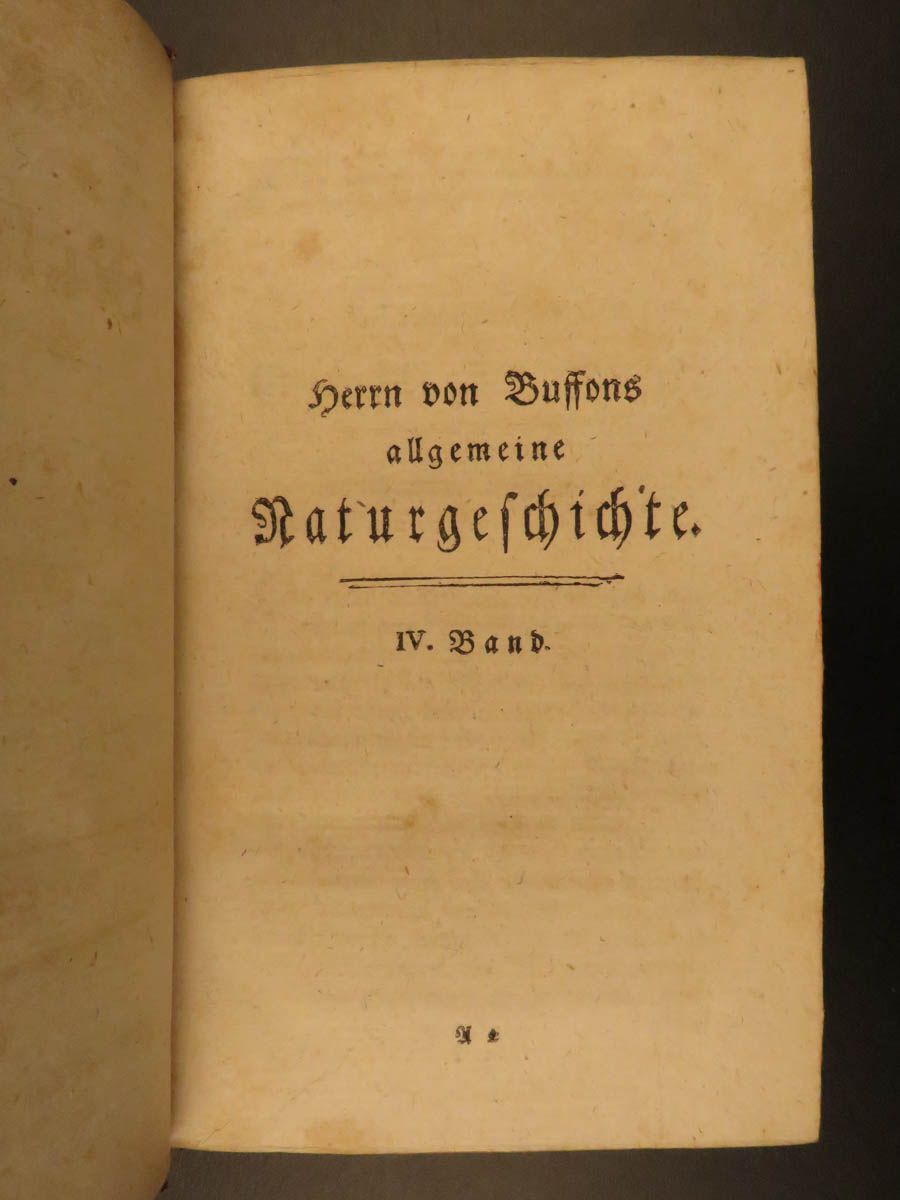 Herrn von Buffons
allgemeine
Naturgeschichte.
IV. Band.
A 2